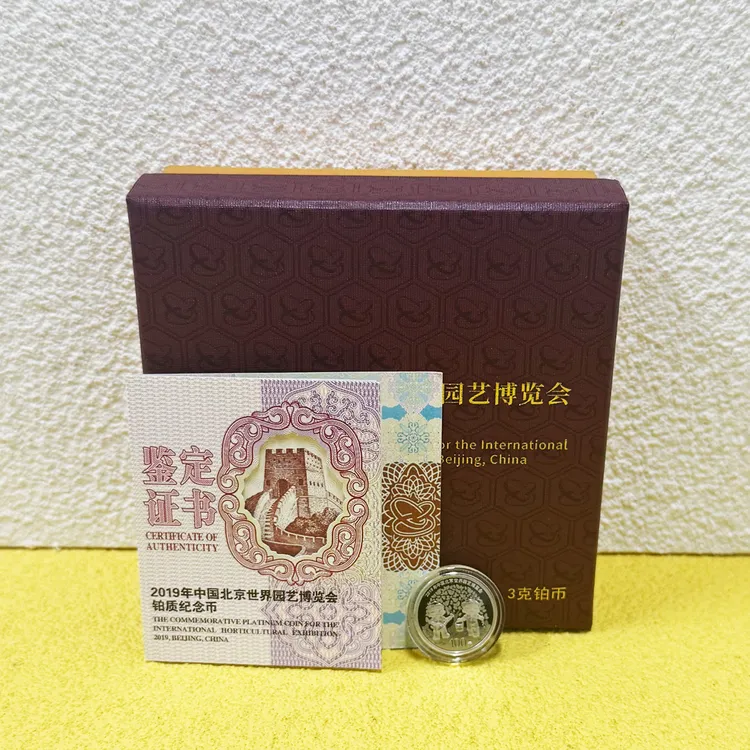 园艺博览会
or the International
Beijing, China
3克铂币
鉴定
证书
CERTIFICATE OF
AUTHENTICITY
2019年中国北京世界园艺博览会
铂质纪念币
THE COMMEMORATIVE PLATINUM COIN FOR THE
INTERNATIONAL HORTICULTURAL EXHIBITION
2019, BEIJING, CHINA